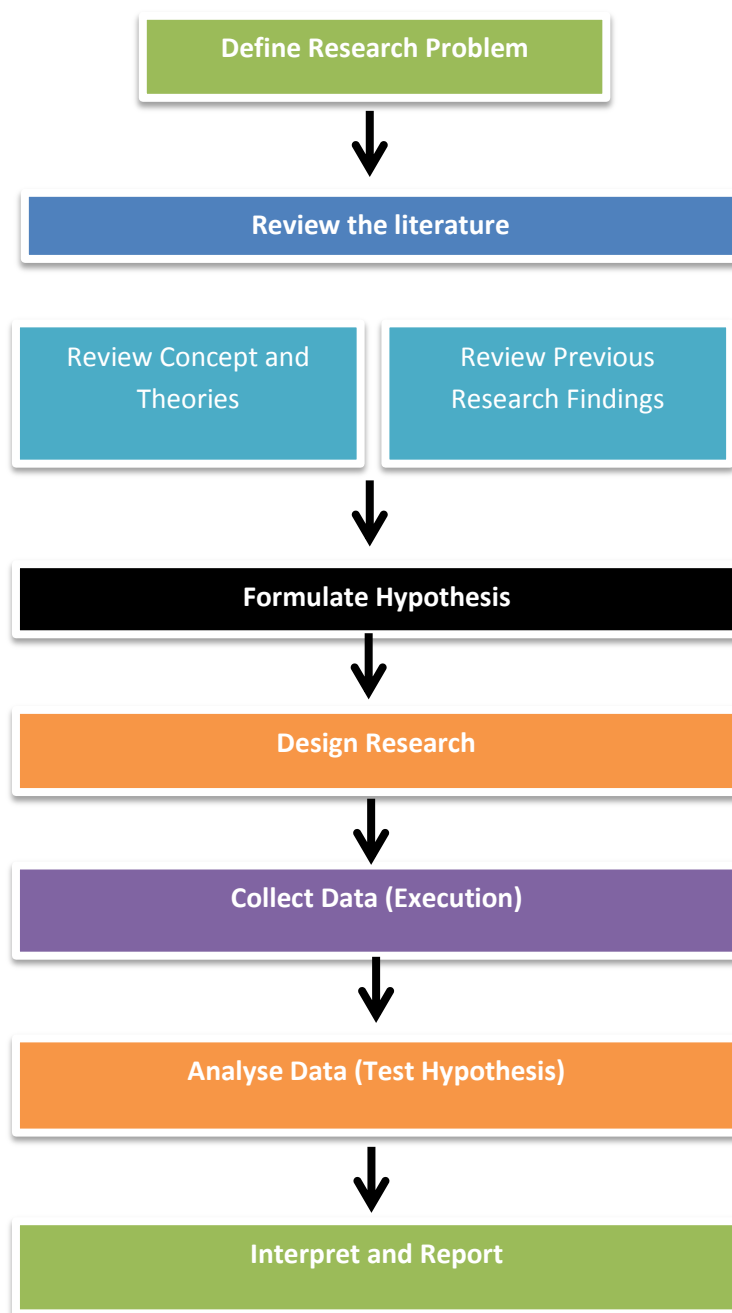 Define Research Problem
Review the literature
Review Concept and
Theories
Review Previous
Research Findings
Formulate Hypothesis
Design Research
Collect Data (Execution)
Analyse Data (Test Hypothesis)
Interpret and Report